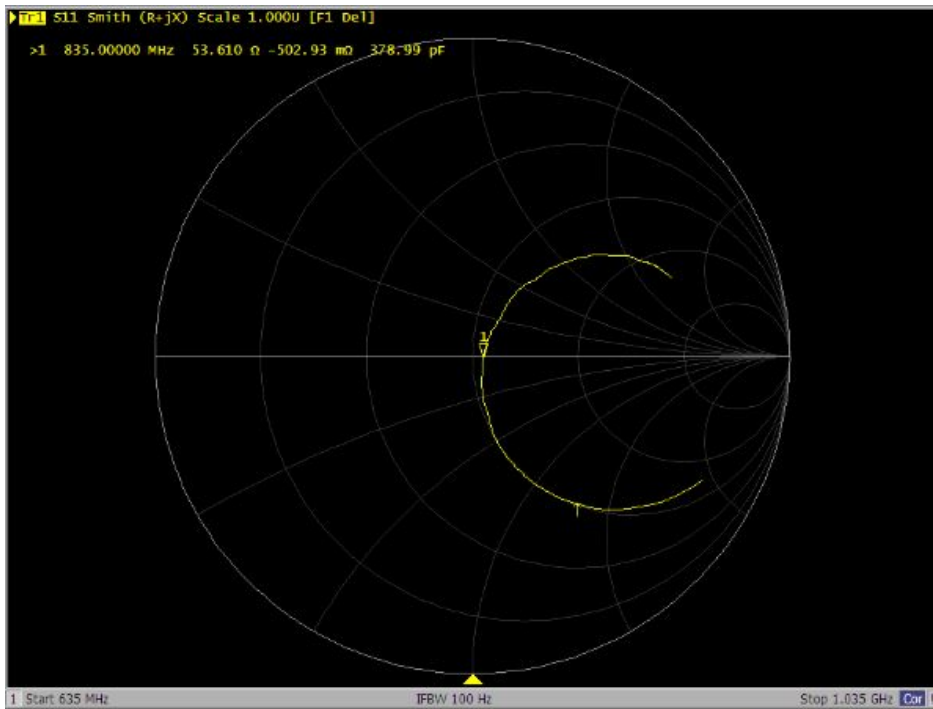 Tr1 S11 Smith (R+jX) Scale 1.000U [F1 Del]
>1 835.00000 MHz 53.610 Ω -502.93 mΩ 378.99 pF
1
1 Start 635 MHz IFBW 100 Hz Stop 1.035 GHz Cor